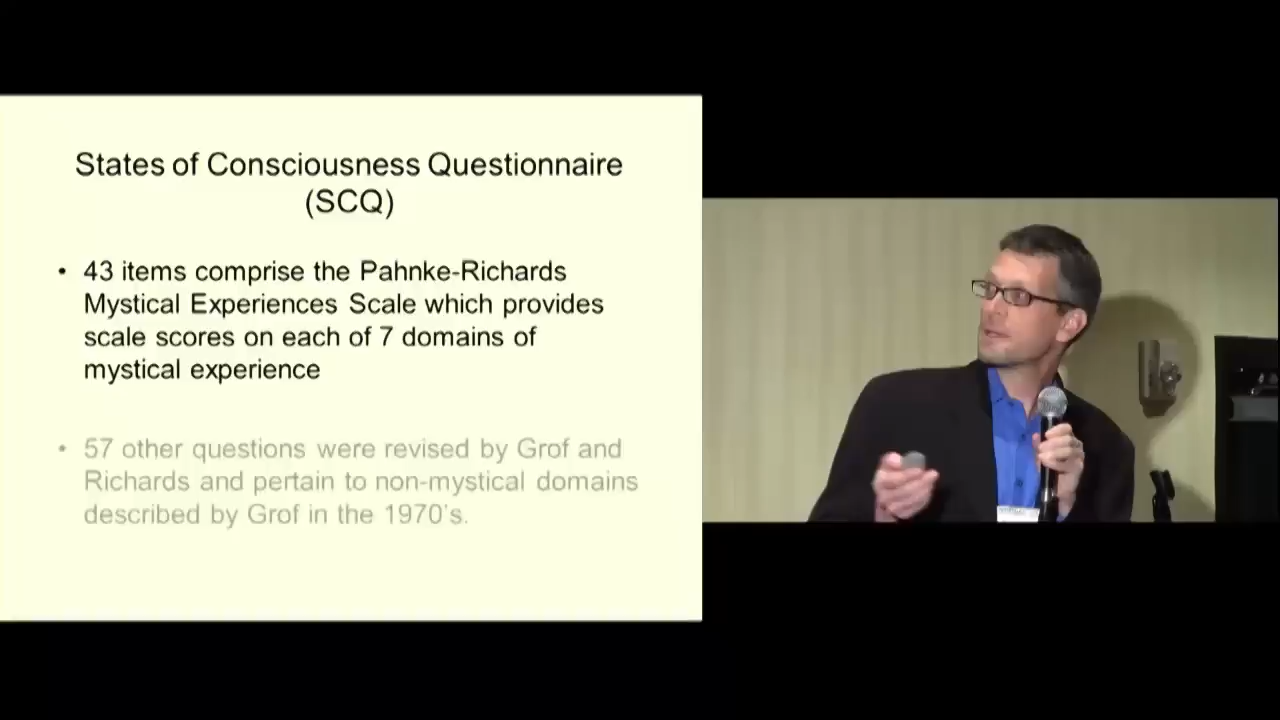 States of Consciousness Questionnaire
(SCQ)
• 43 items comprise the Pahnke-Richards
Mystical Experiences Scale which provides
scale scores on each of 7 domains of
mystical experience
• 57 other questions were revised by Grof and
Richards and pertain to non-mystical domains
described by Grof in the 1970's.